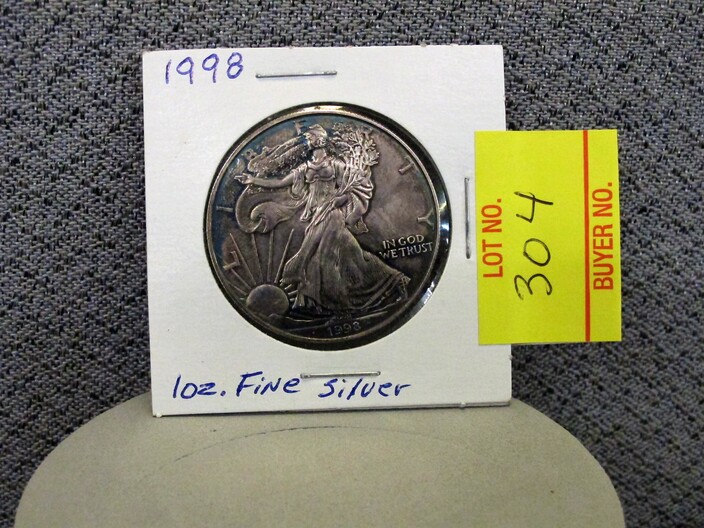 1998
LIBERTY
IN GOD
WE TRUST
1998
1oz. Fine Silver
LOT NO.
304
BUYER NO.